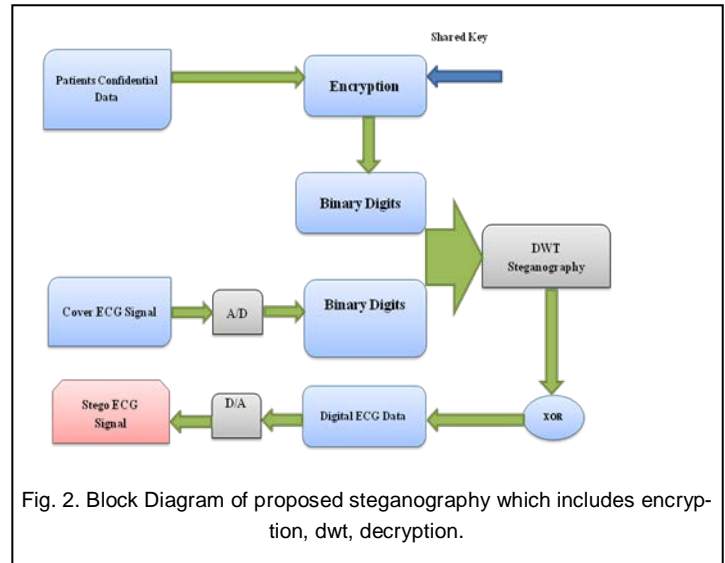 Shared Key
Patients Confidential
Data
Encryption
Binary Digits
DWT
Steganography
Cover ECG Signal
A/D
Binary Digits
Stego ECG
Signal
D/A
Digital ECG Data
XOR
Fig. 2. Block Diagram of proposed steganography which includes encryp-
tion, dwt, decryption.